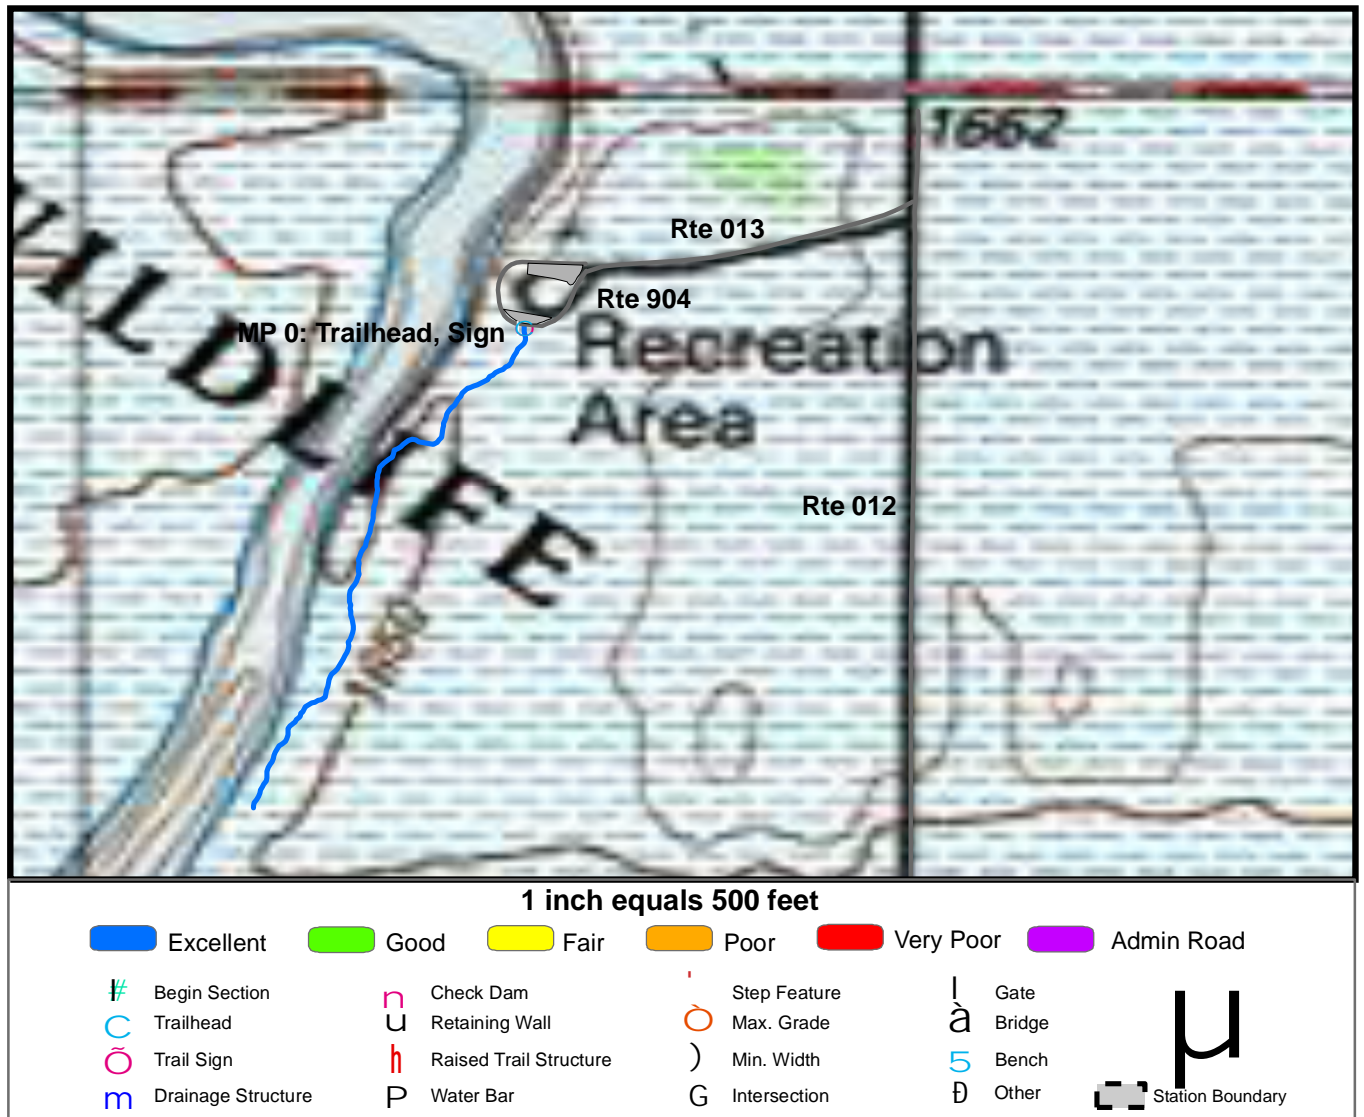 1662
Rte 013
Rte 904
MP 0: Trailhead, Sign
WILDLIFE
Recreation
Area
Rte 012
1650
1 inch equals 500 feet
Excellent
Good
Fair
Poor
Very Poor
Admin Road
# Begin Section
n Check Dam
' Step Feature
l Gate
C Trailhead
u Retaining Wall
Ò Max. Grade
à Bridge
Õ Trail Sign
h Raised Trail Structure
) Min. Width
5 Bench
m Drainage Structure
P Water Bar
G Intersection
Ð Other
Station Boundary
µ